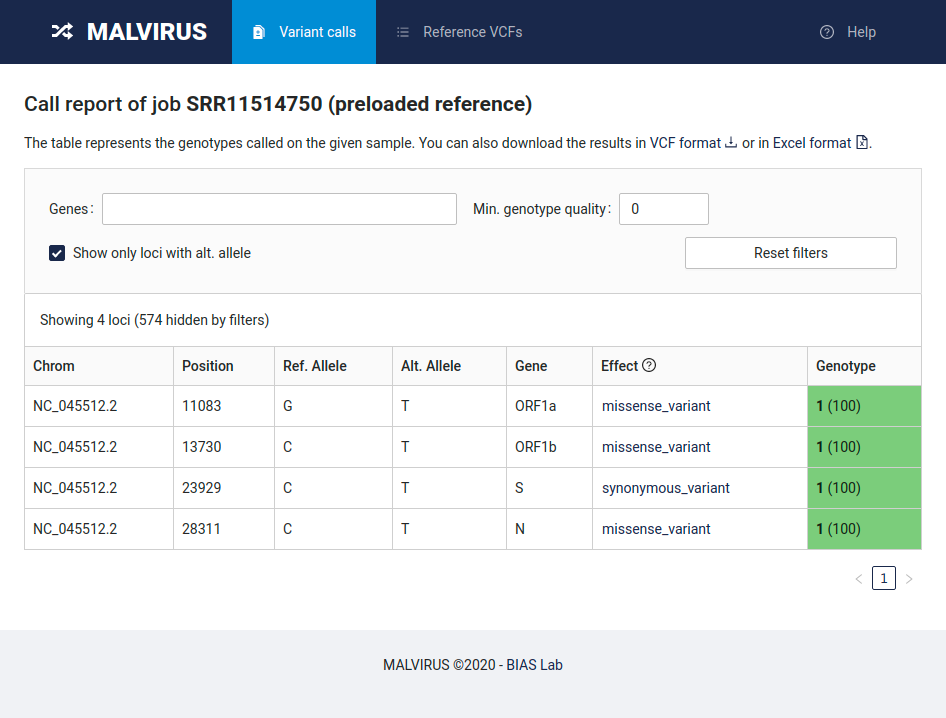 MALVIRUS Variant calls Reference VCFs Help
Call report of job SRR11514750 (preloaded reference)
The table represents the genotypes called on the given sample. You can also download the results in VCF format or in Excel format .
Genes: Min. genotype quality: 0
Show only loci with alt. allele Reset filters
Showing 4 loci (574 hidden by filters)
Chrom Position Ref. Allele Alt. Allele Gene Effect Genotype
NC_045512.2 11083 G T ORF1a missense_variant 1 (100)
NC_045512.2 13730 C T ORF1b missense_variant 1 (100)
NC_045512.2 23929 C T S synonymous_variant 1 (100)
NC_045512.2 28311 C T N missense_variant 1 (100)
< 1 >
MALVIRUS ©2020 - BIAS Lab